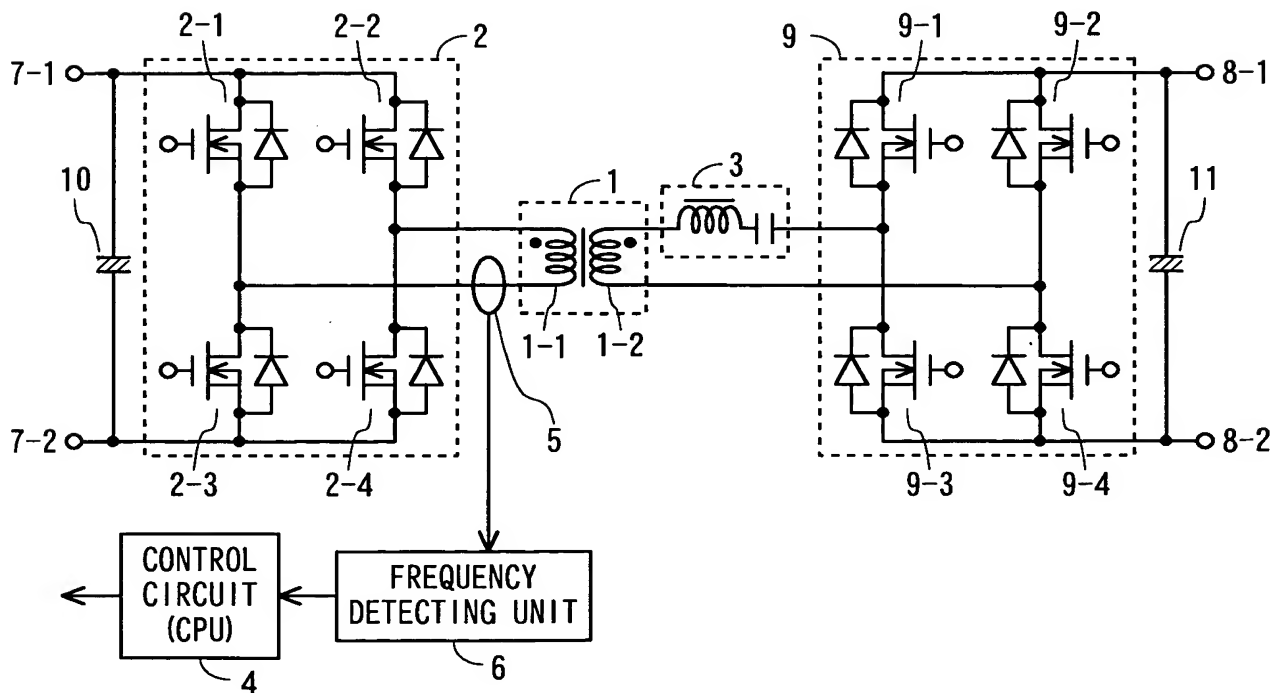 2-1 2-2 2 9 9-1 9-2
7-1 8-1
10 1 3 11
1-1 1-2
7-2 5 8-2
2-3 2-4 9-3 9-4
CONTROL
CIRCUIT
(CPU)
FREQUENCY
DETECTING UNIT
4 6